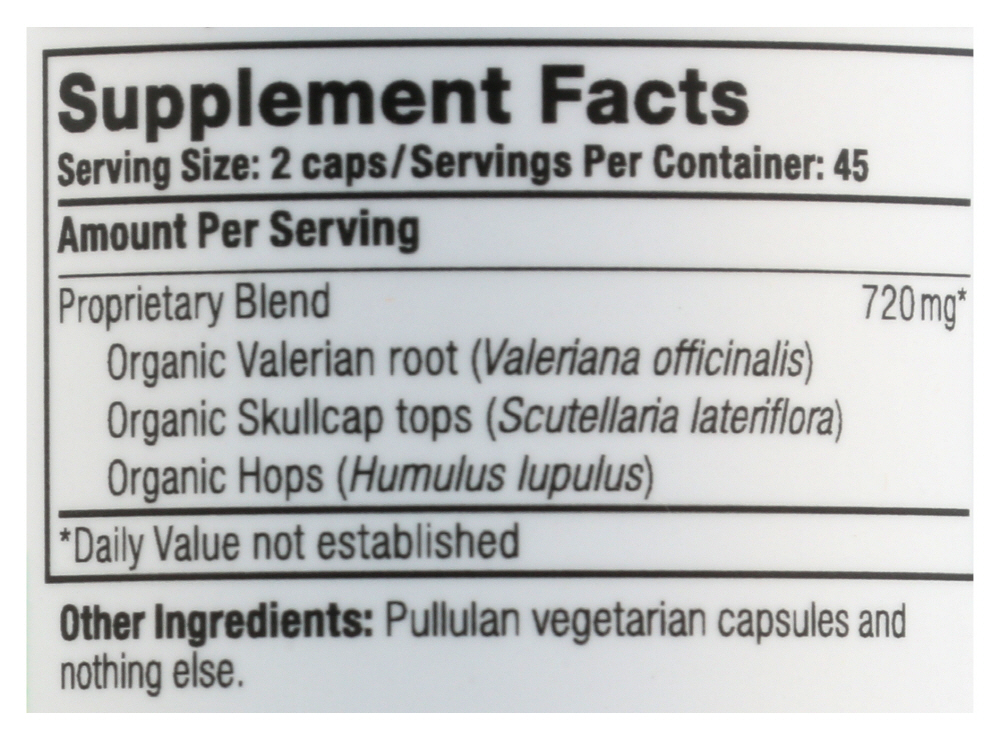 Supplement Facts
Serving Size: 2 caps/Servings Per Container: 45
Amount Per Serving
Proprietary Blend 720mg*
Organic Valerian root (Valeriana officinalis)
Organic Skullcap tops (Scutellaria lateriflora)
Organic Hops (Humulus lupulus)
*Daily Value not established
Other Ingredients: Pullulan vegetarian capsules and
nothing else.